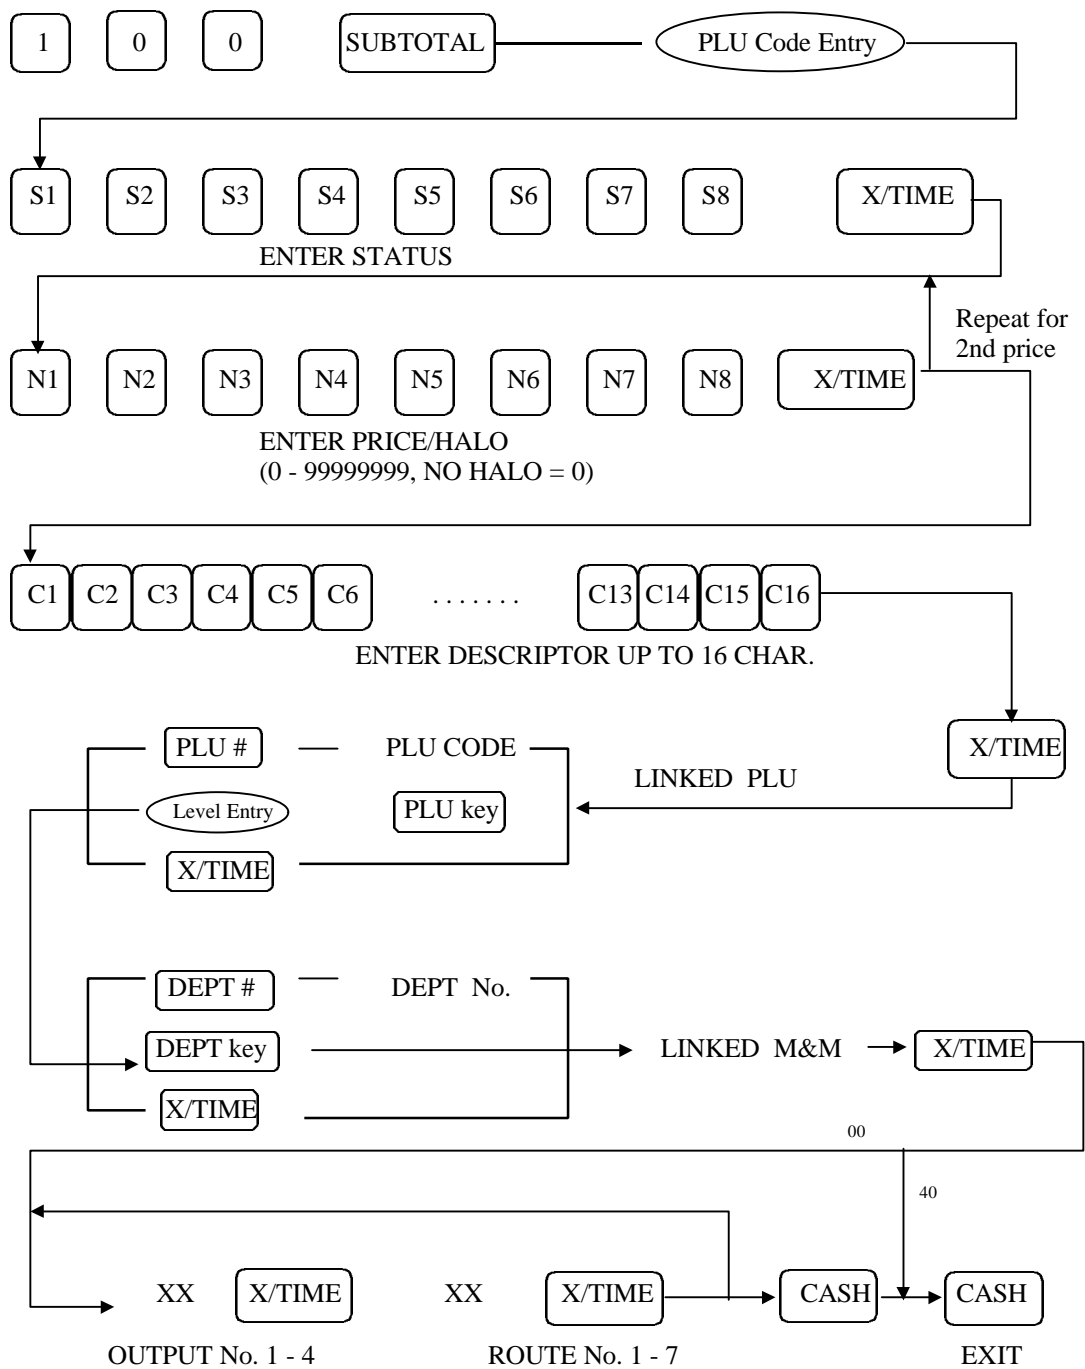 1 0 0 SUBTOTAL PLU Code Entry
S1 S2 S3 S4 S5 S6 S7 S8 X/TIME
ENTER STATUS
Repeat for
2nd price
N1 N2 N3 N4 N5 N6 N7 N8 X/TIME
ENTER PRICE/HALO
(0 - 99999999, NO HALO = 0)
C1 C2 C3 C4 C5 C6 . . . . . . . C13 C14 C15 C16
ENTER DESCRIPTOR UP TO 16 CHAR.
PLU # PLU CODE X/TIME
LINKED PLU
Level Entry PLU key
X/TIME
DEPT # DEPT No.
DEPT key LINKED M&M X/TIME
X/TIME
00
40
XX X/TIME XX X/TIME CASH CASH
OUTPUT No. 1 - 4 ROUTE No. 1 - 7 EXIT